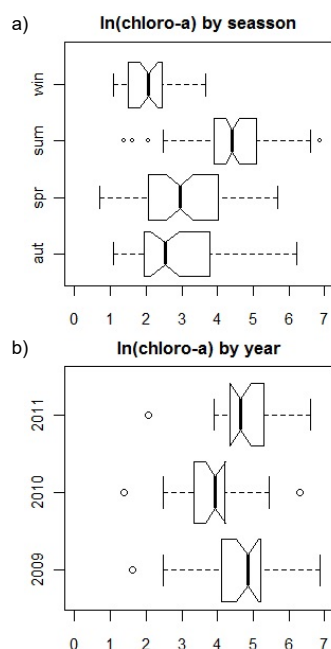 a) ln(chloro-a) by seasson
win
sum
spr
aut
0 1 2 3 4 5 6 7
b) ln(chloro-a) by year
2011
2010
2009
0 1 2 3 4 5 6 7